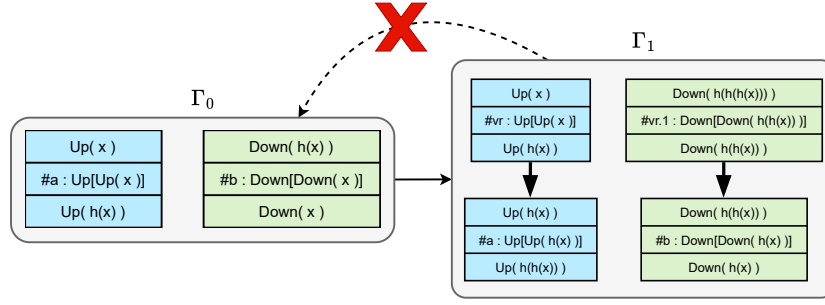 Γ₀
Up( x )
#a : Up[Up( x )]
Up( h(x) )
Down( h(x) )
#b : Down[Down( x )]
Down( x )
Γ₁
Up( x )
#vr : Up[Up( x )]
Up( h(x) )
Down( h(h(h(x))) )
#vr.1 : Down[Down( h(h(x)) )]
Down( h(h(x)) )
Up( h(x) )
#a : Up[Up( h(x) )]
Up( h(h(x)) )
Down( h(h(x)) )
#b : Down[Down( h(x) )]
Down( h(x) )